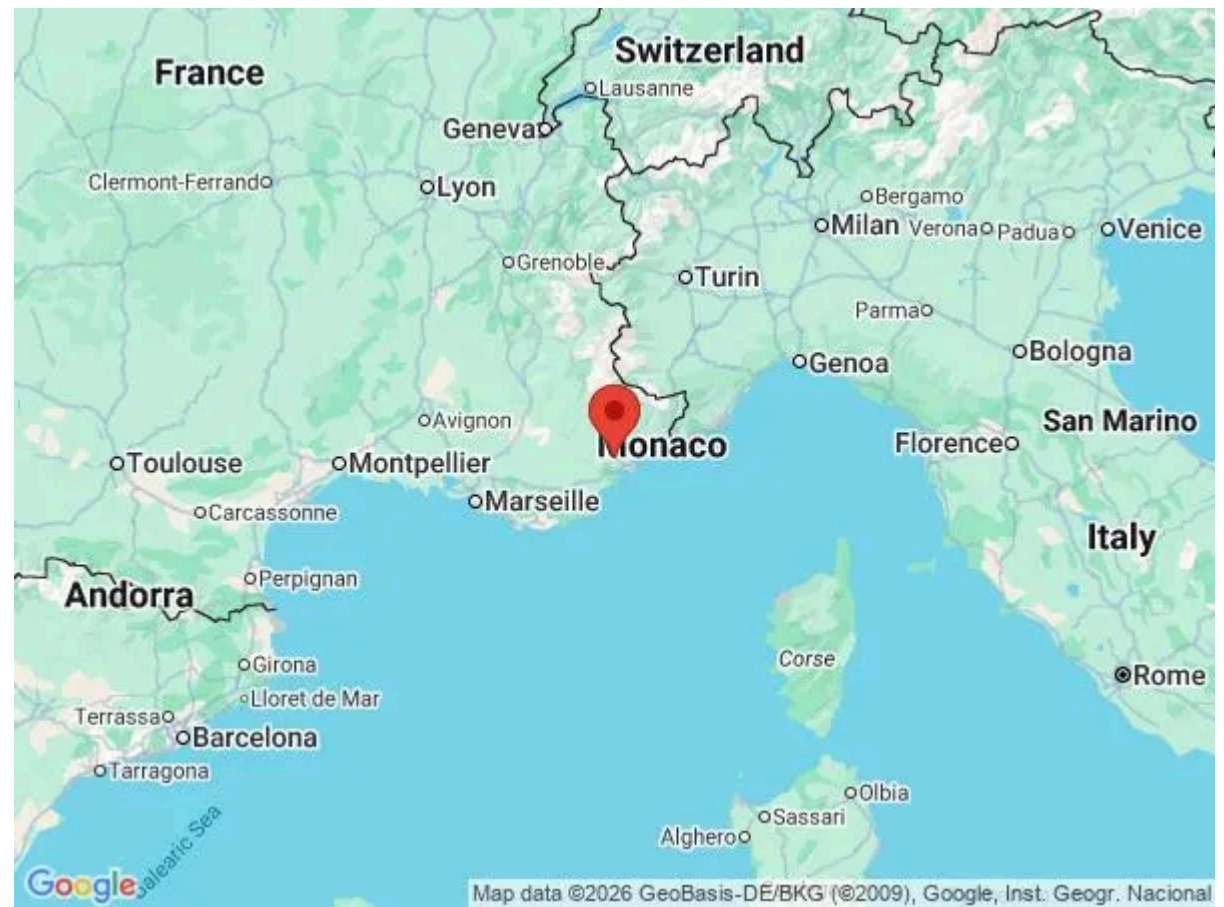 Switzerland
France
Lausanne
Geneva
Clermont-Ferrand
Lyon
Bergamo
Milan
Verona
Padua
Venice
Grenoble
Turin
Parma
Bologna
Genoa
Avignon
San Marino
Monaco
Florence
Toulouse
Montpellier
Marseille
Carcassonne
Italy
Perpignan
Andorra
Corse
Girona
Rome
Lloret de Mar
Terrassa
Barcelona
Tarragona
Olbia
Sassari
Alghero
Balearic Sea
Google
Map data ©2026 GeoBasis-DE/BKG (©2009), Google, Inst. Geogr. Nacional